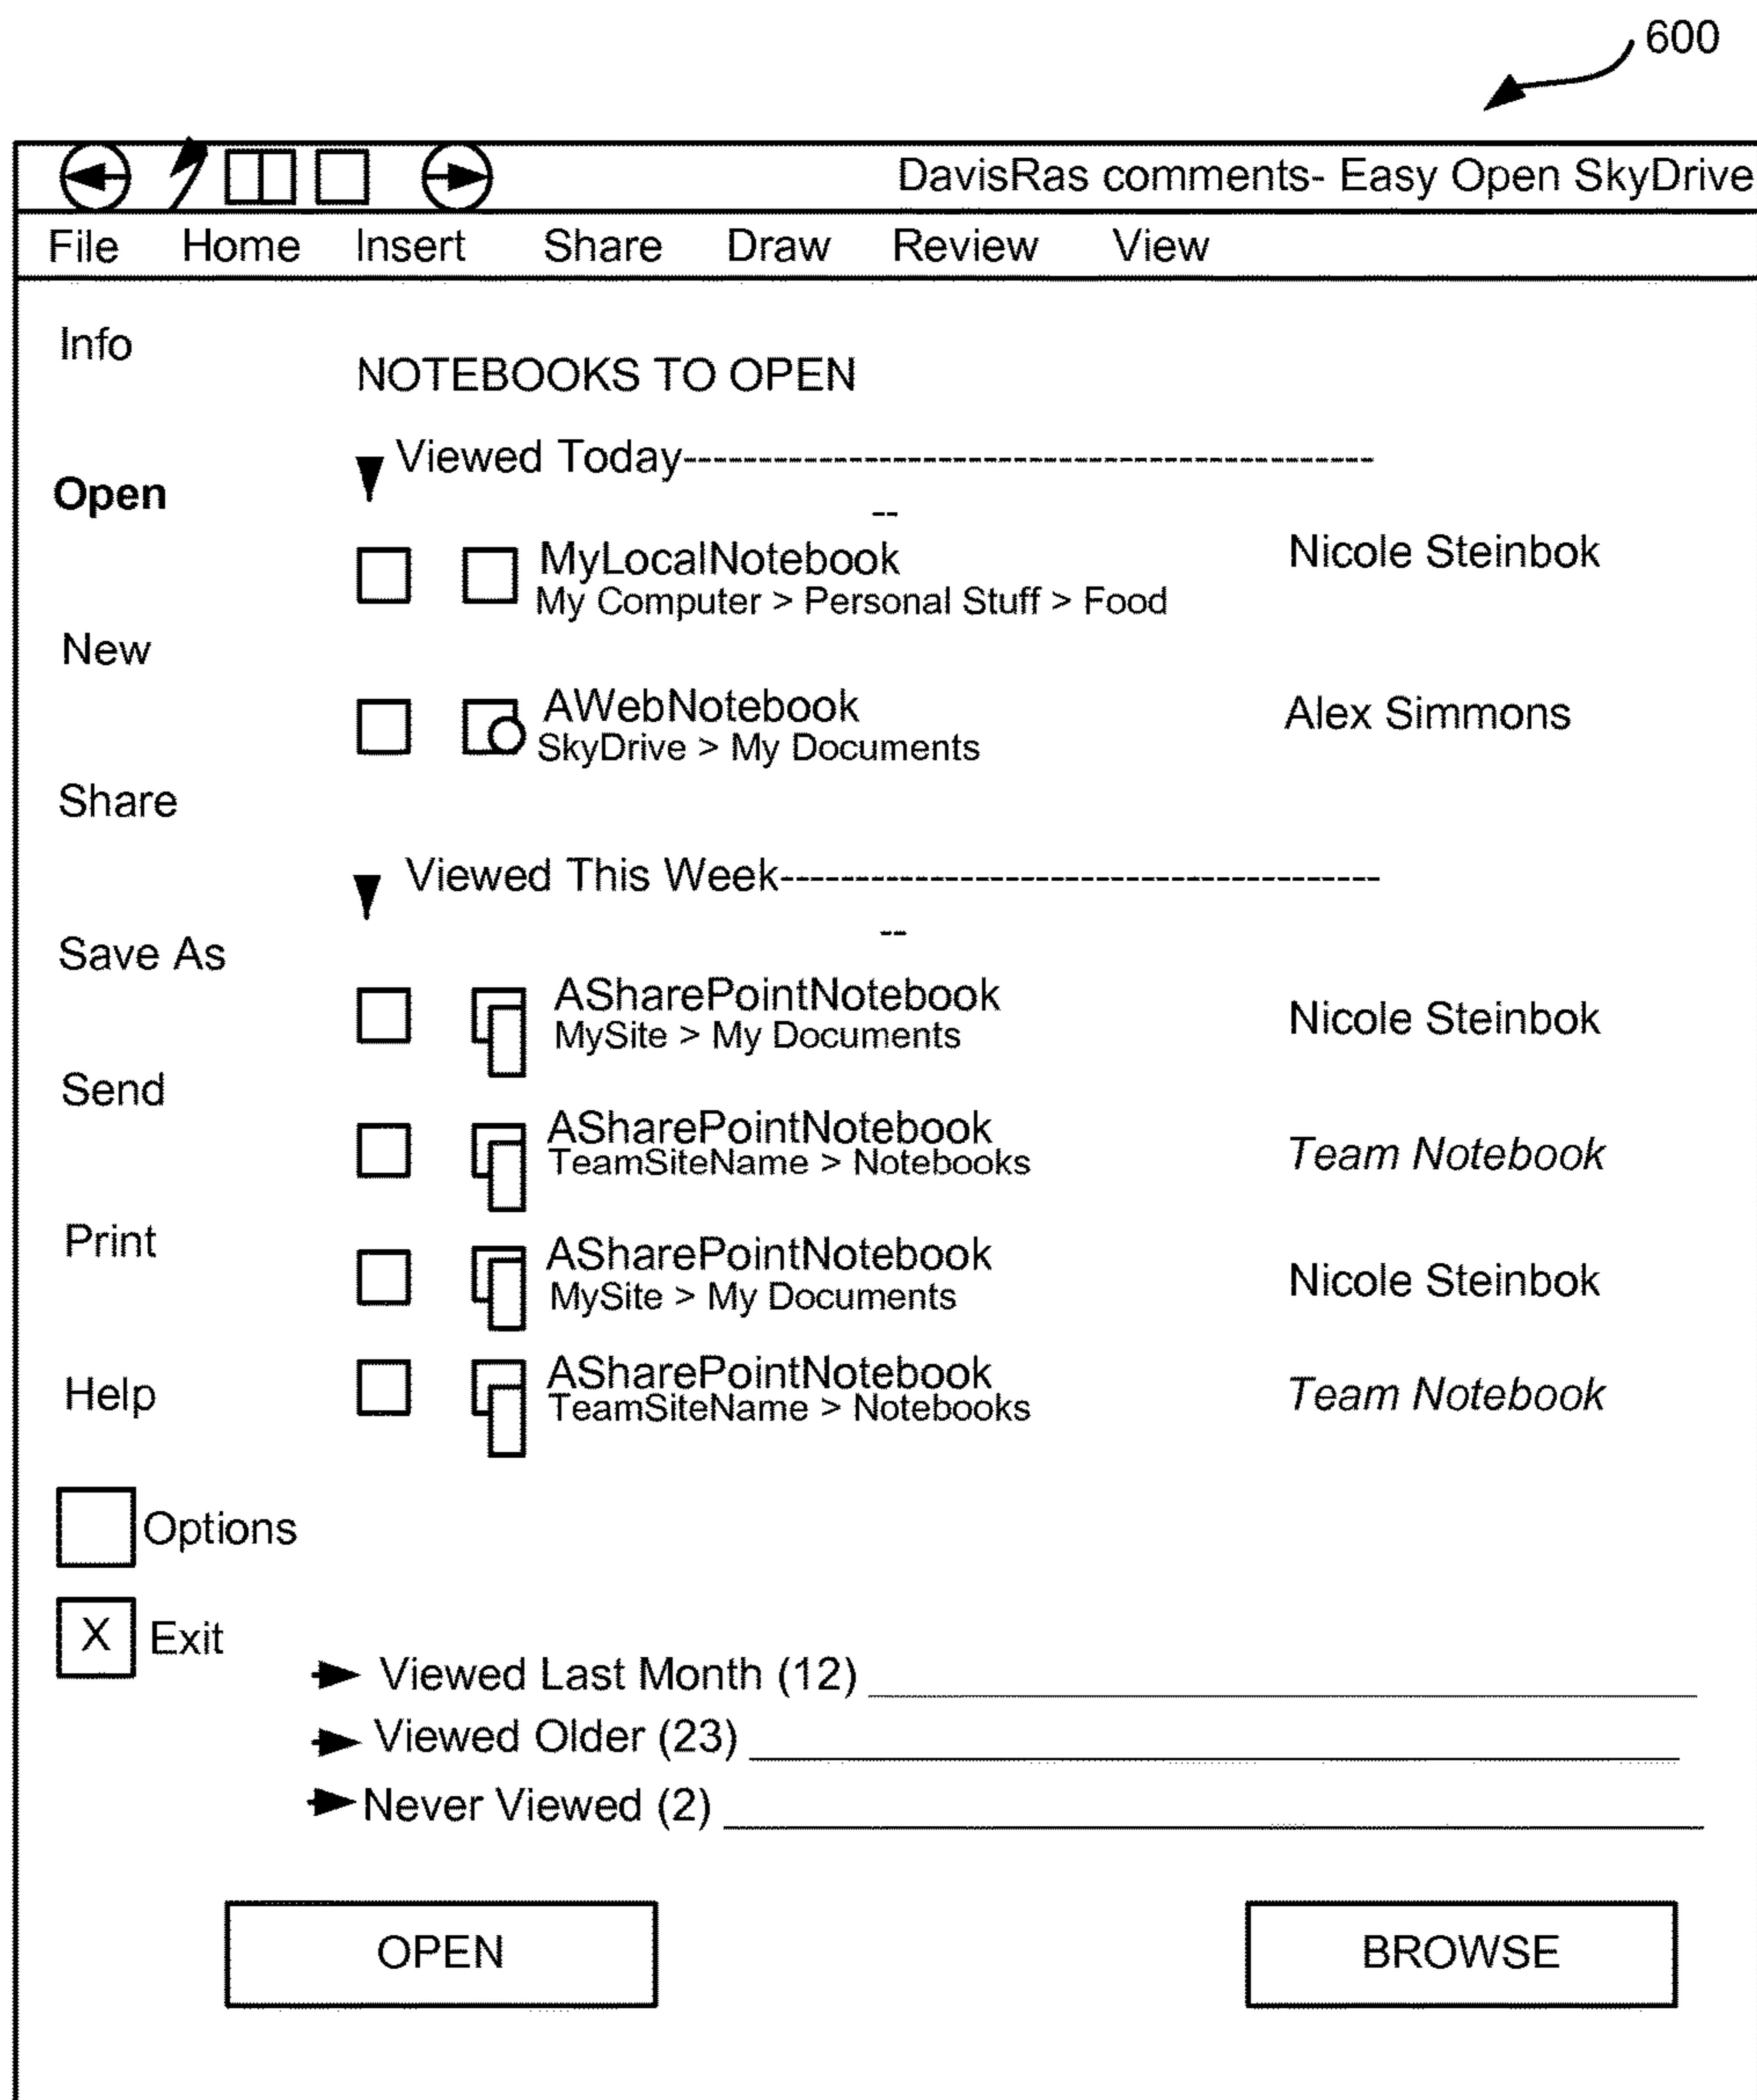 600
DavisRas comments- Easy Open SkyDrive
File Home Insert Share Draw Review View
Info
NOTEBOOKS TO OPEN
Viewed Today----------------------------------------------
--
Open
MyLocalNotebook
My Computer > Personal Stuff > Food
Nicole Steinbok
New
AWebNotebook
SkyDrive > My Documents
Alex Simmons
Share
Viewed This Week----------------------------------------
--
Save As
ASharePointNotebook
MySite > My Documents
Nicole Steinbok
Send
ASharePointNotebook
TeamSiteName > Notebooks
Team Notebook
Print
ASharePointNotebook
MySite > My Documents
Nicole Steinbok
Help
ASharePointNotebook
TeamSiteName > Notebooks
Team Notebook
Options
X Exit
Viewed Last Month (12)
Viewed Older (23)
Never Viewed (2)
OPEN
BROWSE